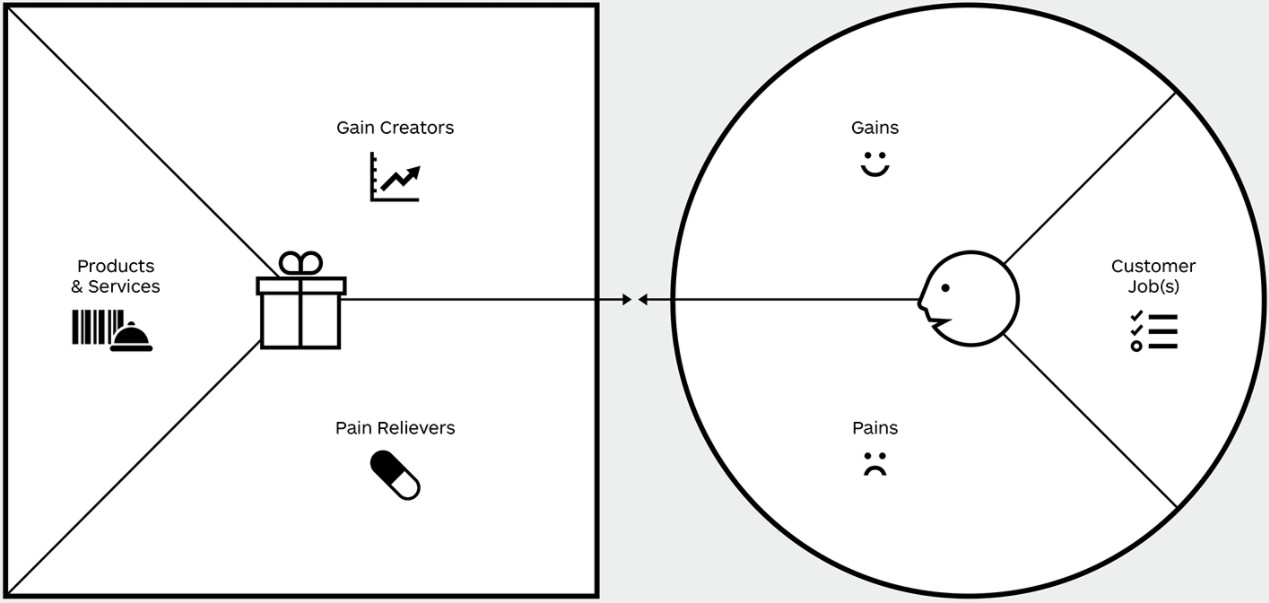 Gain Creators
Products
& Services
Pain Relievers
Gains
Customer
Job(s)
Pains